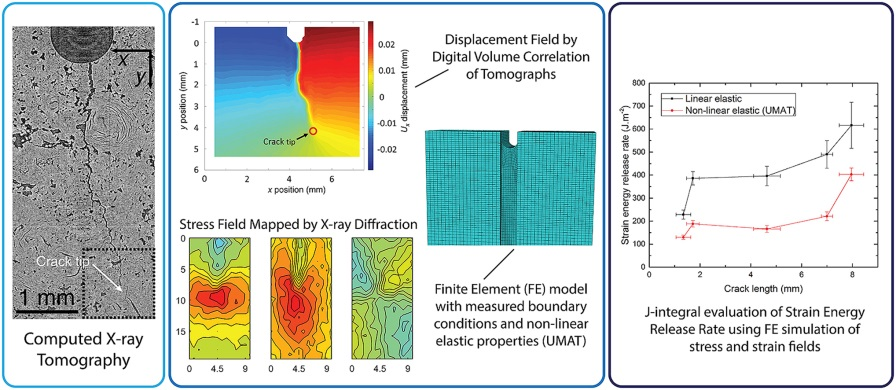 x
y
Crack tip
1 mm
Computed X-ray
Tomography
0
1
2
3
4
5
6
y position (mm)
0
2
4
6
x position (mm)
Crack tip
0.02
0.01
0
-0.01
-0.02
Ux displacement (mm)
Displacement Field by
Digital Volume Correlation
of Tomographs
Stress Field Mapped by X-ray Diffraction
0
5
10
15
0 4.5 9
0 4.5 9
0 4.5 9
Finite Element (FE) model
with measured boundary
conditions and non-linear
elastic properties (UMAT)
800
700
600
500
400
300
200
100
0
Strain energy release rate (J.m-2)
Linear elastic
Non-linear elastic (UMAT)
0 2 4 6 8
Crack length (mm)
J-integral evaluation of Strain Energy
Release Rate using FE simulation of
stress and strain fields